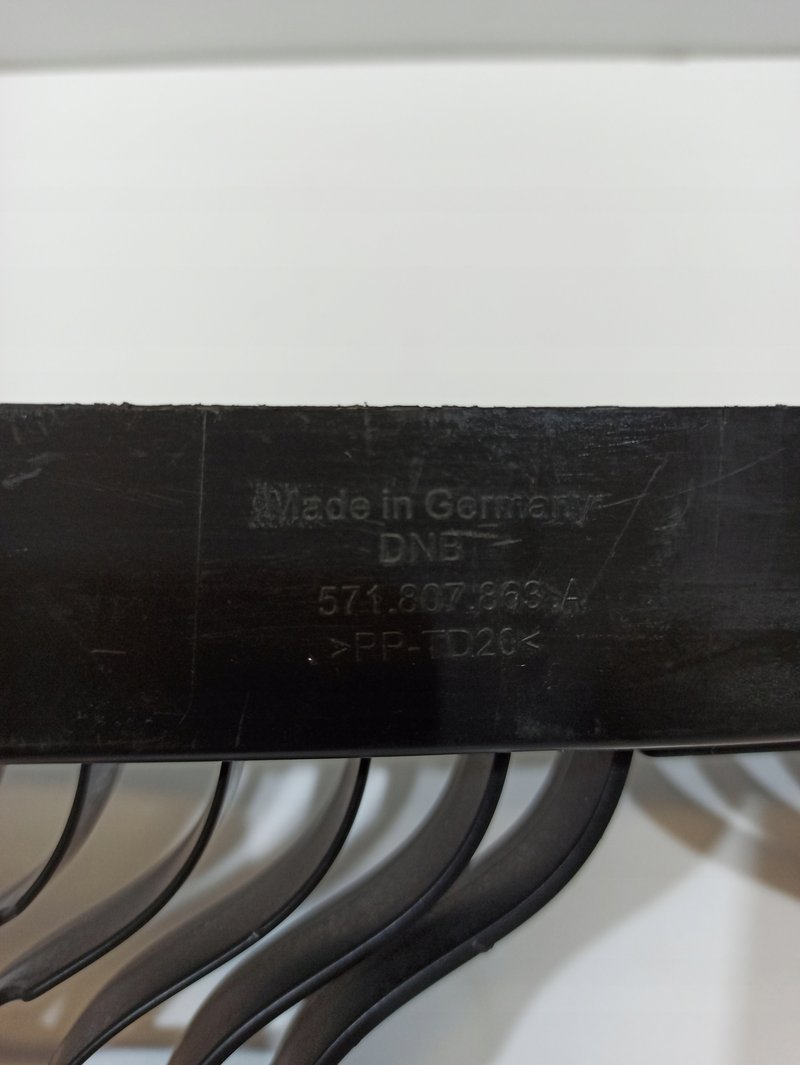 Made in Germany
DNB
571.807.863.A
>PP-TD20<